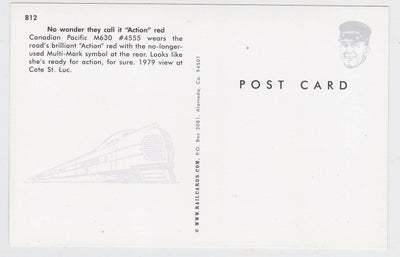 B12
No wonder they call it "Action" red
Canadian Pacific M630 #4555 wears the
road's brilliant "Action" red with the no-longer-
used Multi-Mark symbol at the rear. Looks like
she's ready for action, for sure. 1979 view at
Cote St. Luc.
© WWW.RAILCARDS.COM, P.O. Box 3081, Alameda, Ca. 94501
POST CARD